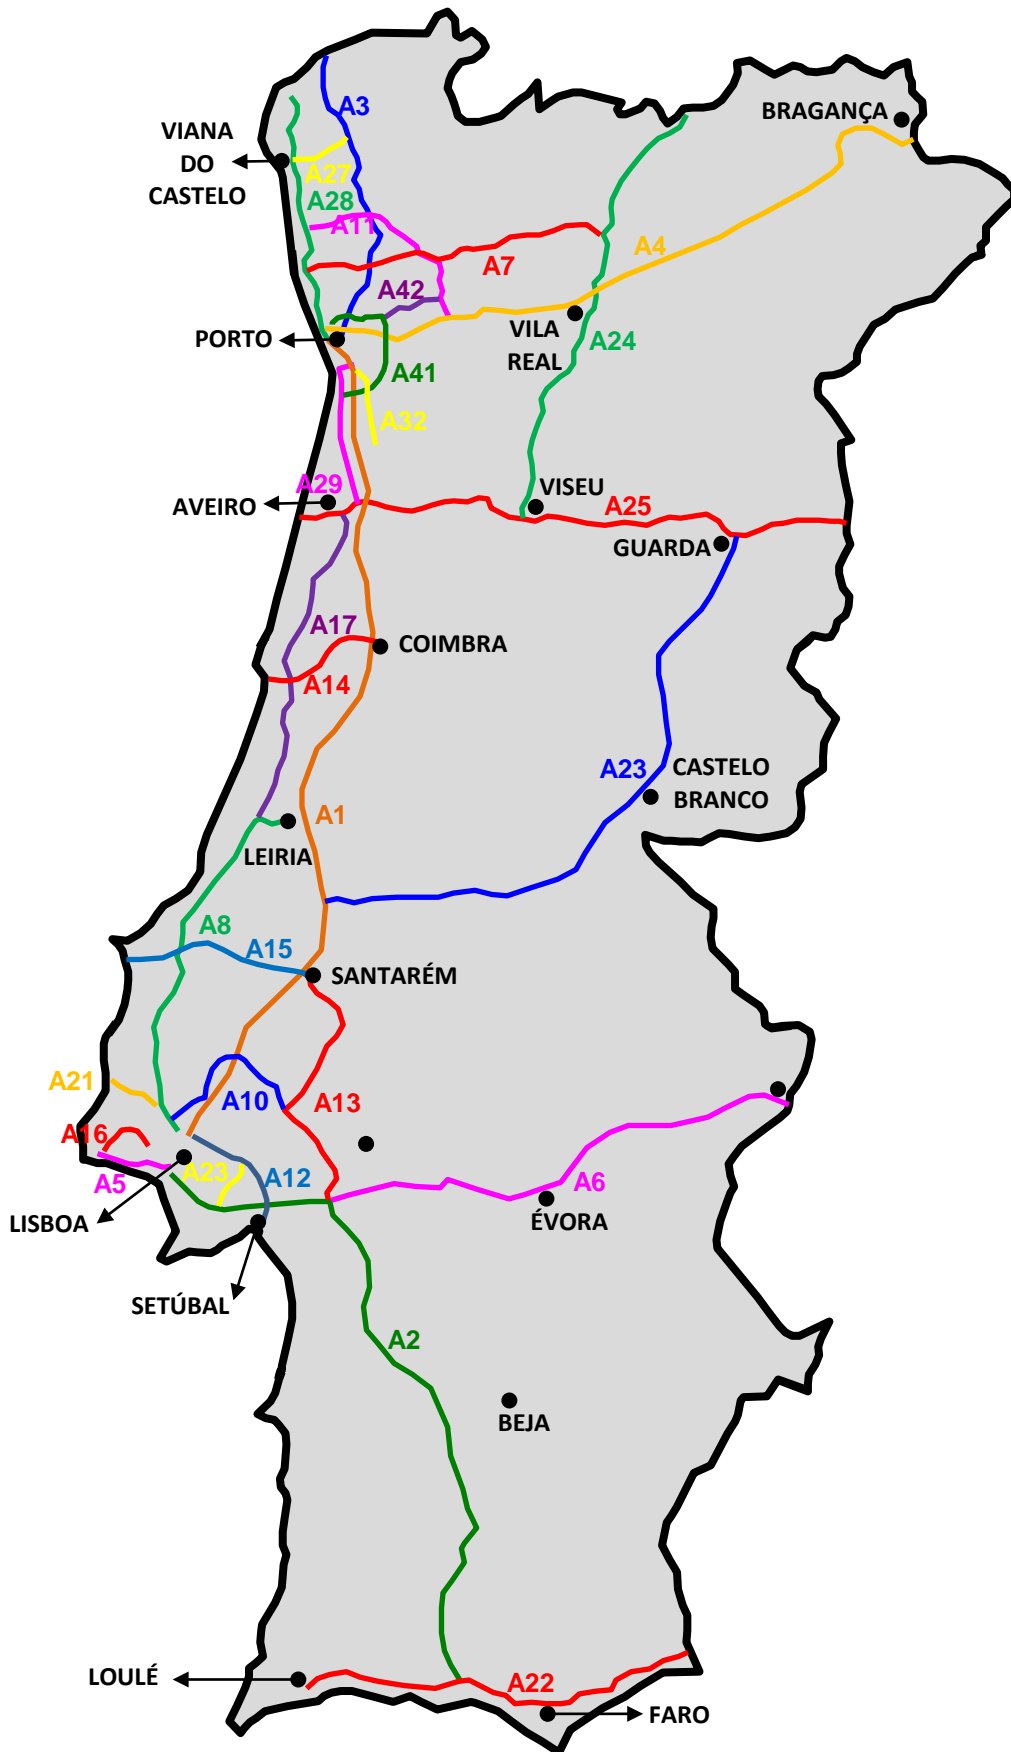 BRAGANÇA
A3
VIANA
DO
CASTELO
A27
A28
A11
A4
A7
A42
VILA
REAL
PORTO
A24
A41
A32
A29
VISEU
AVEIRO
A25
GUARDA
A17
COIMBRA
A14
A23
CASTELO
BRANCO
A1
LEIRIA
A8
A15
SANTARÉM
A21
A10
A13
A16
A5
A23
A12
A6
LISBOA
ÉVORA
SETÚBAL
A2
BEJA
LOULÉ
A22
FARO